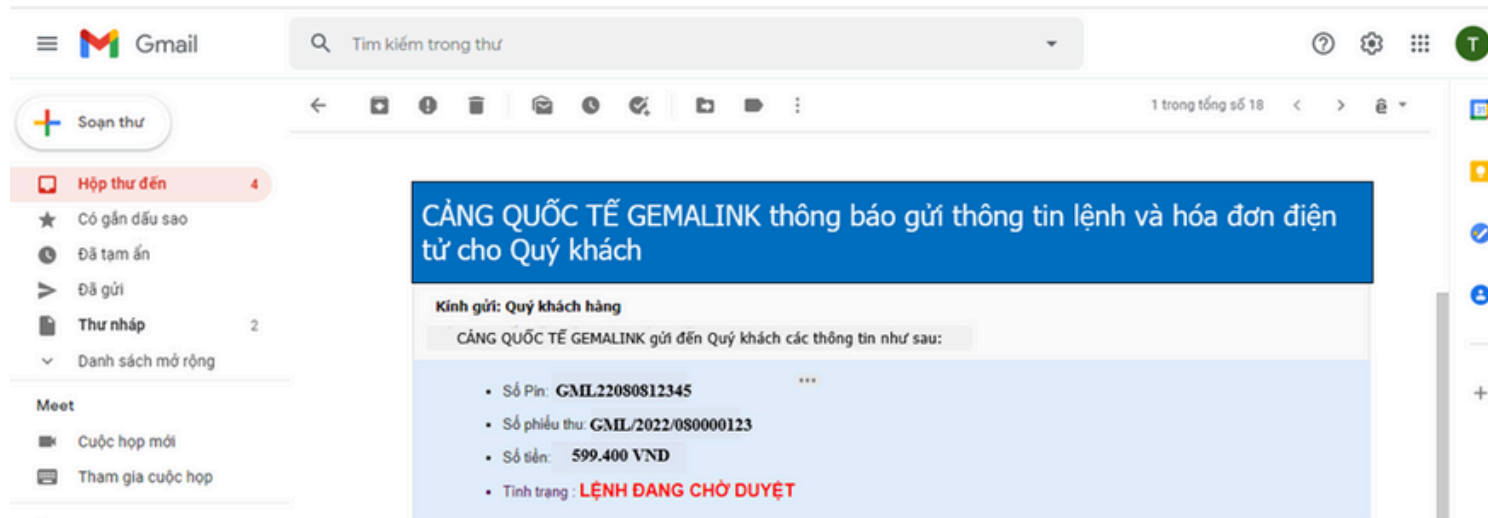 Gmail
Tìm kiếm trong thư
T
Soạn thư
1 trong tổng số 18
31
Hộp thư đến 4
Có gắn dấu sao
Đã tạm ẩn
Đã gửi
Thư nháp 2
Danh sách mở rộng
Meet
Cuộc họp mới
Tham gia cuộc họp
CẢNG QUỐC TẾ GEMALINK thông báo gửi thông tin lệnh và hóa đơn điện
tử cho Quý khách
Kính gửi: Quý khách hàng
CẢNG QUỐC TẾ GEMALINK gửi đến Quý khách các thông tin như sau:
• Số Pin: GML22080812345
• Số phiếu thu: GML/2022/080000123
• Số tiền: 599.400 VND
• Tình trạng : LỆNH ĐANG CHỜ DUYỆT